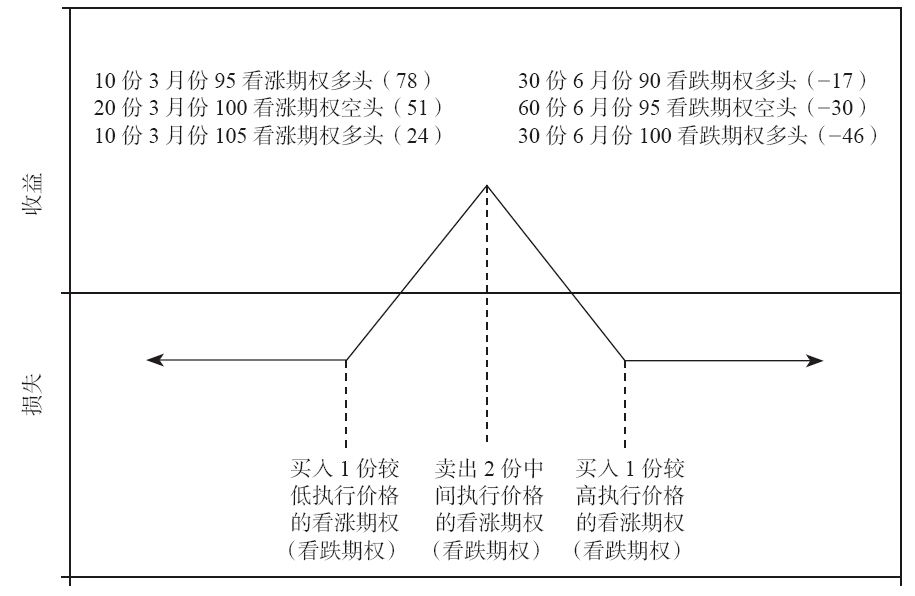 10 份 3 月份 95 看涨期权多头（78）
20 份 3 月份 100 看涨期权空头（51）
10 份 3 月份 105 看涨期权多头（24）
30 份 6 月份 90 看跌期权多头（−17）
60 份 6 月份 95 看跌期权空头（−30）
30 份 6 月份 100 看跌期权多头（−46）
收益
损失
买入 1 份较
低执行价格
的看涨期权
（看跌期权）
卖出 2 份中
间执行价格
的看涨期权
（看跌期权）
买入 1 份较
高执行价格
的看涨期权
（看跌期权）